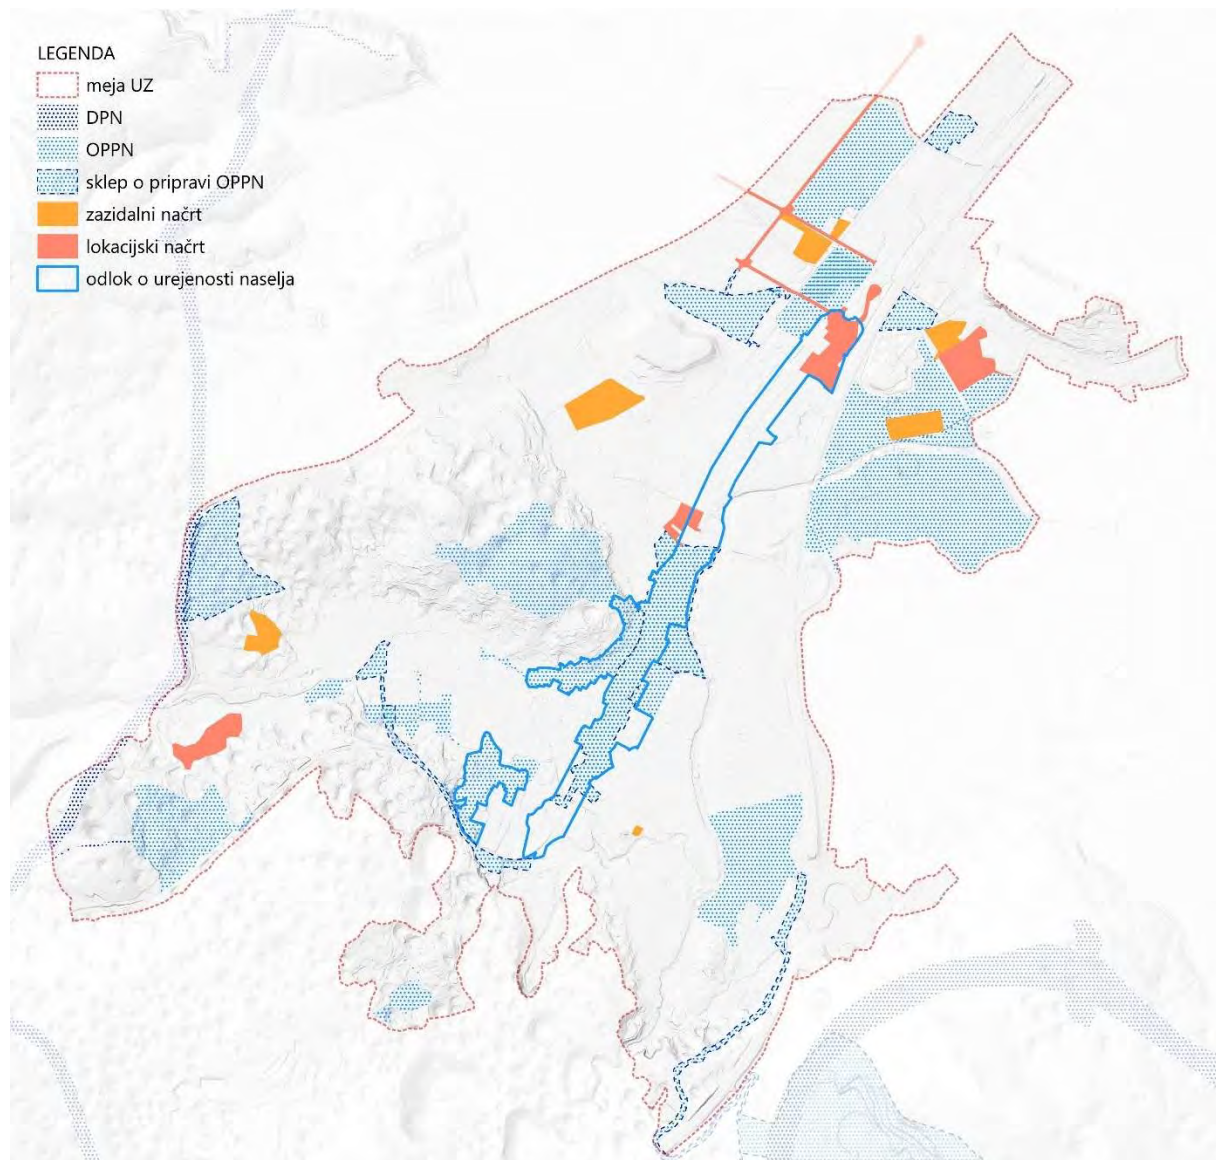 LEGENDA
meja UZ
DPN
OPPN
sklep o pripravi OPPN
zazidalni načrt
lokacijski načrt
odlok o urejenosti naselja